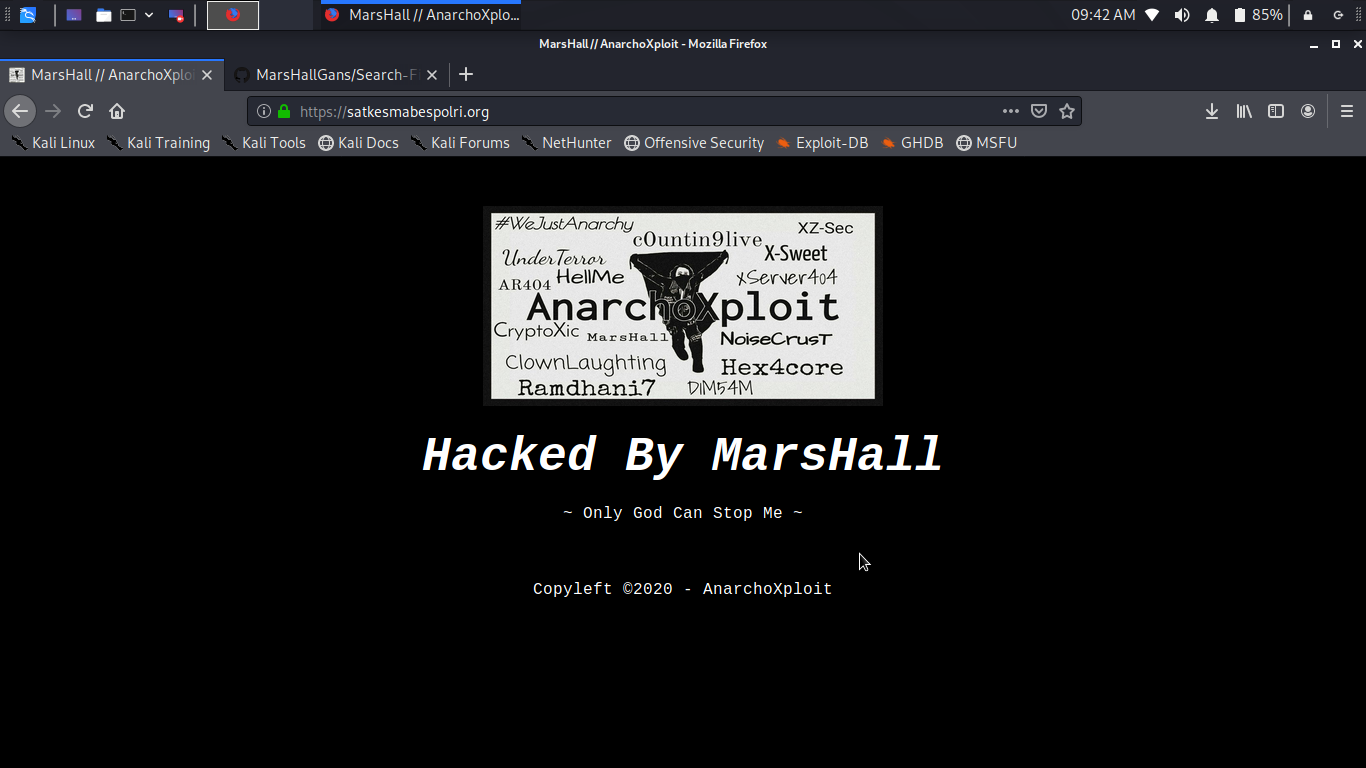 09:42 AM 85%
MarsHall // AnarchoXplo...
MarsHall // AnarchoXploit - Mozilla Firefox
MarsHall // AnarchoXploi
MarsHallGans/Search-F
https://satkesmabespolri.org
Kali Linux Kali Training Kali Tools Kali Docs Kali Forums NetHunter Offensive Security Exploit-DB GHDB MSFU
#WeJustAnarchy
XZ-Sec
c0untin9live
UnderTerror
X-Sweet
HellMe
XServer404
AR404
AnarchoXploit
CryptoXic
MarsHall
NoiseCrusT
ClownLaughting
Hex4core
Ramdhani7
DIM54M
Hacked By MarsHall
~ Only God Can Stop Me ~
Copyleft ©2020 - AnarchoXploit